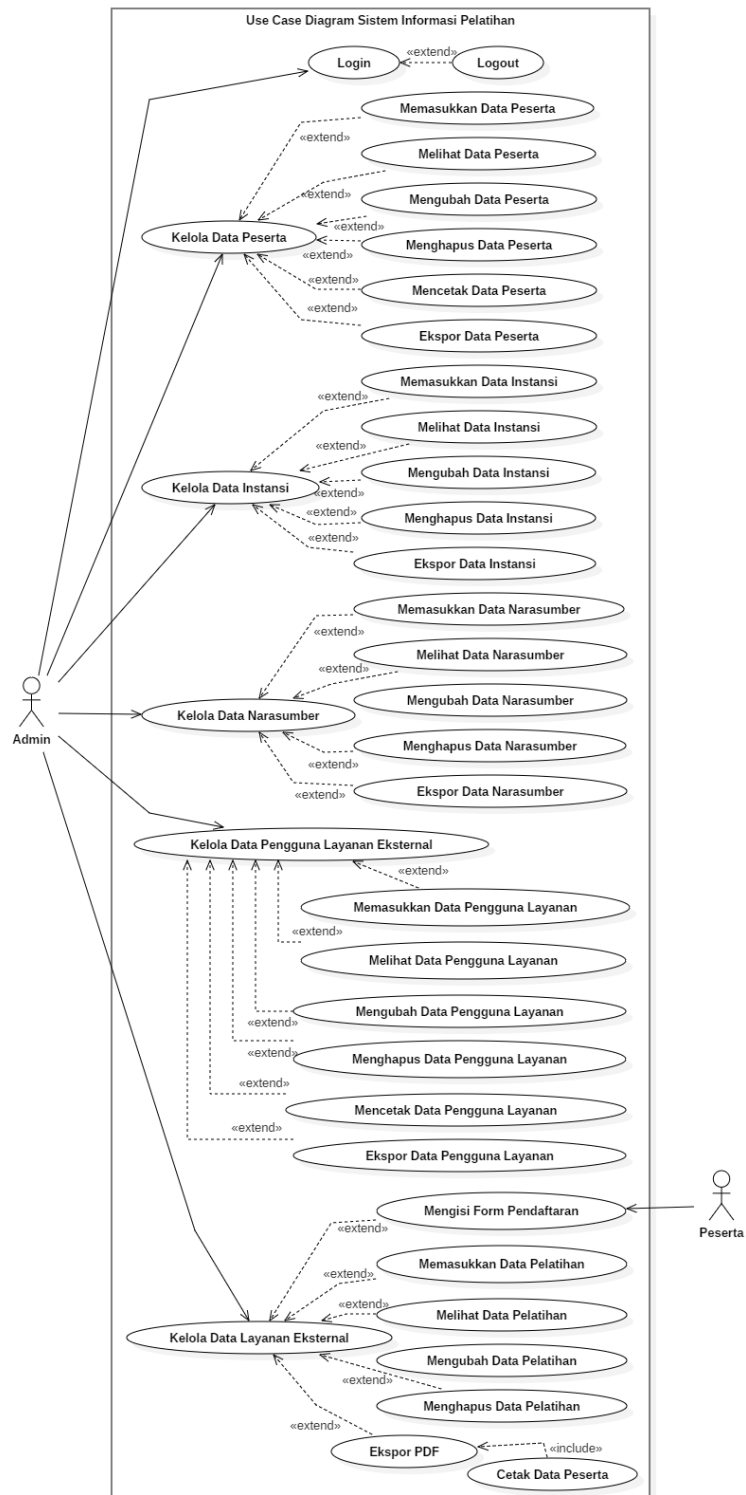 Use Case Diagram Sistem Informasi Pelatihan
«extend»
Login
Logout
Memasukkan Data Peserta
«extend»
Melihat Data Peserta
«extend»
Mengubah Data Peserta
«extend»
Kelola Data Peserta
Menghapus Data Peserta
«extend»
«extend»
Mencetak Data Peserta
«extend»
Ekspor Data Peserta
Memasukkan Data Instansi
«extend»
Melihat Data Instansi
«extend»
Mengubah Data Instansi
Kelola Data Instansi
«extend»
Menghapus Data Instansi
«extend»
Ekspor Data Instansi
Memasukkan Data Narasumber
«extend»
Melihat Data Narasumber
«extend»
Mengubah Data Narasumber
Kelola Data Narasumber
Admin
Menghapus Data Narasumber
«extend»
Ekspor Data Narasumber
«extend»
Kelola Data Pengguna Layanan Eksternal
«extend»
Memasukkan Data Pengguna Layanan
«extend»
Melihat Data Pengguna Layanan
Mengubah Data Pengguna Layanan
«extend»
«extend»
Menghapus Data Pengguna Layanan
«extend»
Mencetak Data Pengguna Layanan
«extend»
Ekspor Data Pengguna Layanan
Mengisi Form Pendaftaran
«extend»
Peserta
Memasukkan Data Pelatihan
«extend»
«extend»
Melihat Data Pelatihan
Kelola Data Layanan Eksternal
Mengubah Data Pelatihan
«extend»
Menghapus Data Pelatihan
«extend»
Ekspor PDF
«include»
Cetak Data Peserta